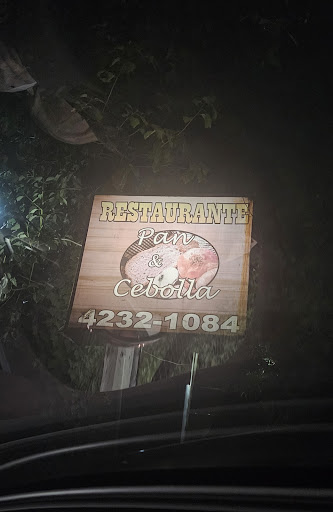 RESTAURANTE
Pan
&
Cebolla
4232-1084